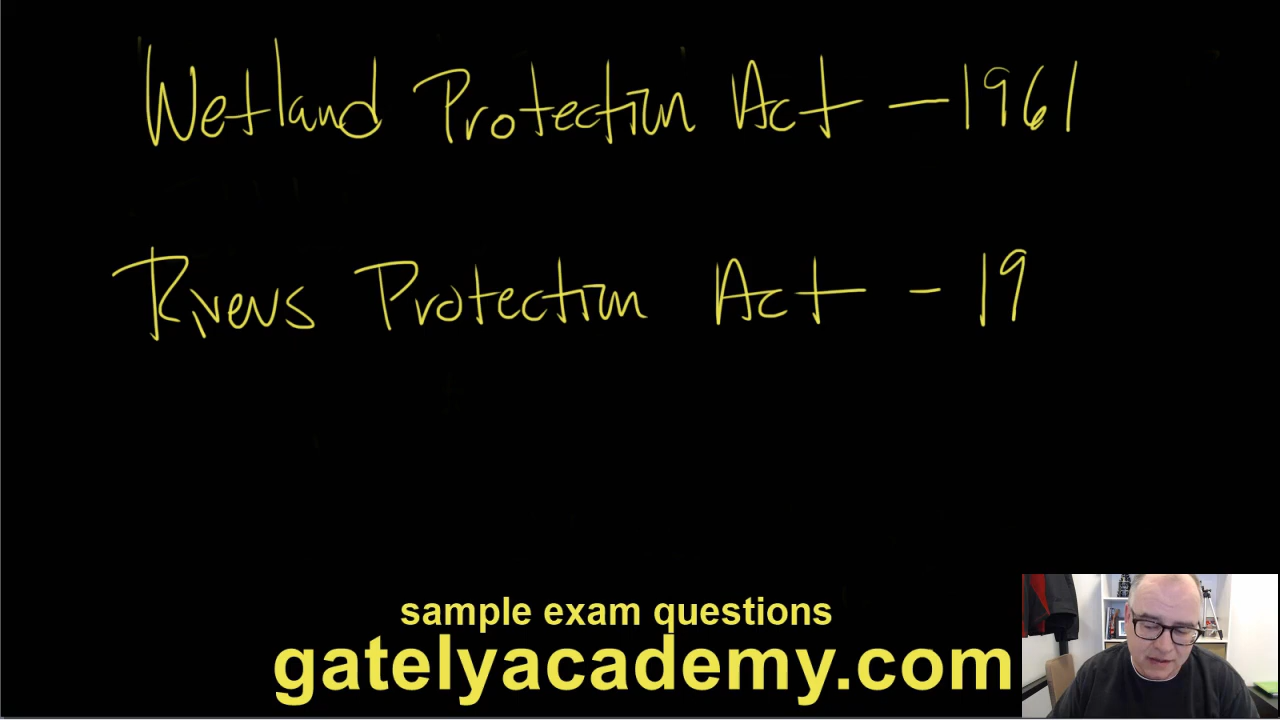 Wetland Protection Act - 1961
Rivers Protection Act - 19
sample exam questions
gatelyacademy.com